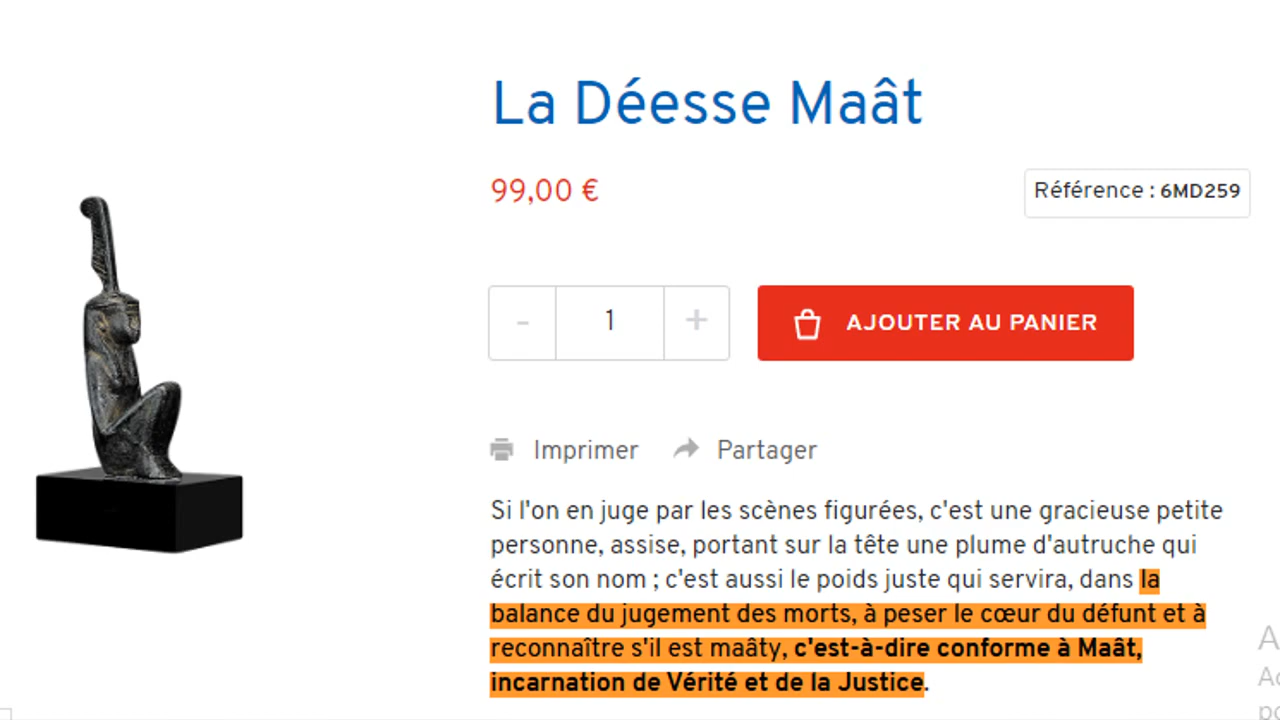 La Déesse Maât
99,00 €
Référence : 6MD259
- 1 +
AJOUTER AU PANIER
Imprimer
Partager
Si l'on en juge par les scènes figurées, c'est une gracieuse petite
personne, assise, portant sur la tête une plume d'autruche qui
écrit son nom ; c'est aussi le poids juste qui servira, dans la
balance du jugement des morts, à peser le cœur du défunt et à
reconnaître s'il est maâty, c'est-à-dire conforme à Maât,
incarnation de Vérité et de la Justice.